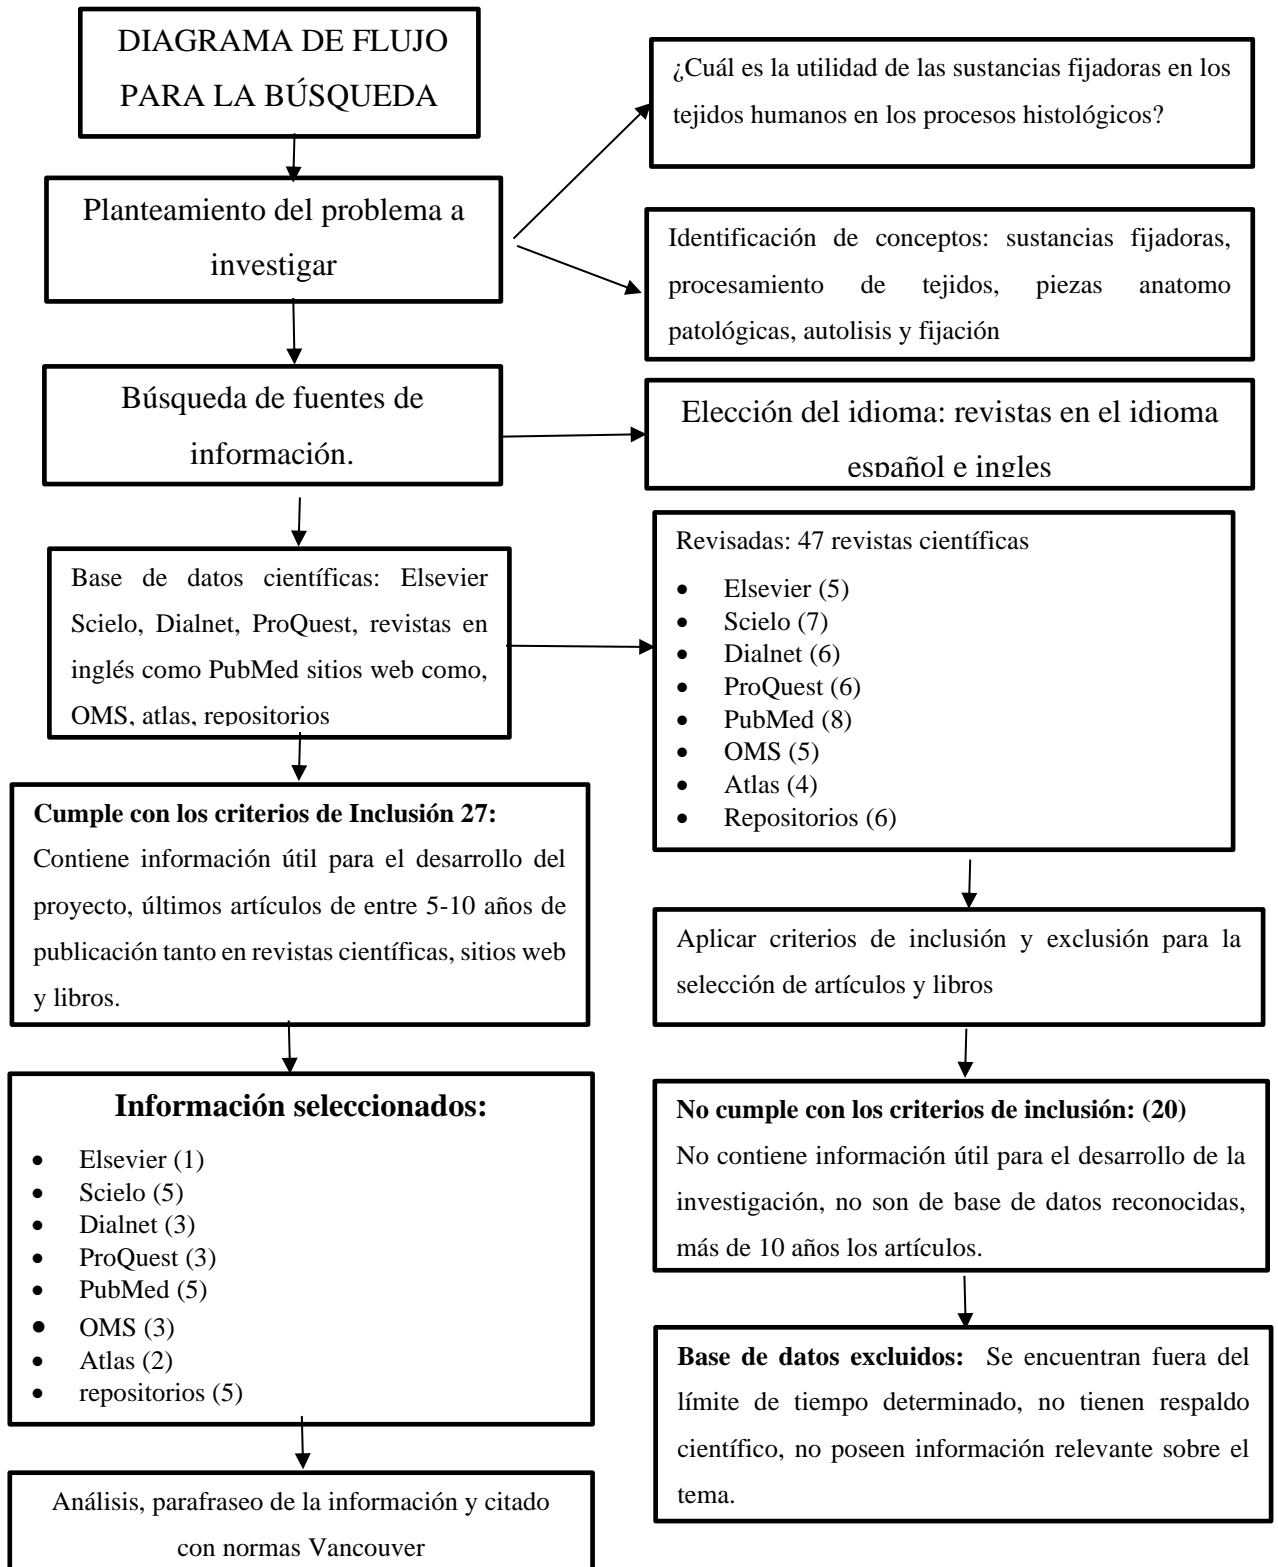 DIAGRAMA DE FLUJO
PARA LA BÚSQUEDA
¿Cuál es la utilidad de las sustancias fijadoras en los
tejidos humanos en los procesos histológicos?
Planteamiento del problema a
investigar
Identificación de conceptos: sustancias fijadoras,
procesamiento de tejidos, piezas anatomo
patológicas, autolisis y fijación
Búsqueda de fuentes de
información.
Elección del idioma: revistas en el idioma
español e ingles
Base de datos científicas: Elsevier
Scielo, Dialnet, ProQuest, revistas en
inglés como PubMed sitios web como,
OMS, atlas, repositorios
Revisadas: 47 revistas científicas
• Elsevier (5)
• Scielo (7)
• Dialnet (6)
• ProQuest (6)
• PubMed (8)
• OMS (5)
• Atlas (4)
• Repositorios (6)
Cumple con los criterios de Inclusión 27:
Contiene información útil para el desarrollo del
proyecto, últimos artículos de entre 5-10 años de
publicación tanto en revistas científicas, sitios web
y libros.
Aplicar criterios de inclusión y exclusión para la
selección de artículos y libros
Información seleccionados:
• Elsevier (1)
• Scielo (5)
• Dialnet (3)
• ProQuest (3)
• PubMed (5)
• OMS (3)
• Atlas (2)
• repositorios (5)
No cumple con los criterios de inclusión: (20)
No contiene información útil para el desarrollo de la
investigación, no son de base de datos reconocidas,
más de 10 años los artículos.
Base de datos excluidos: Se encuentran fuera del
límite de tiempo determinado, no tienen respaldo
científico, no poseen información relevante sobre el
tema.
Análisis, parafraseo de la información y citado
con normas Vancouver